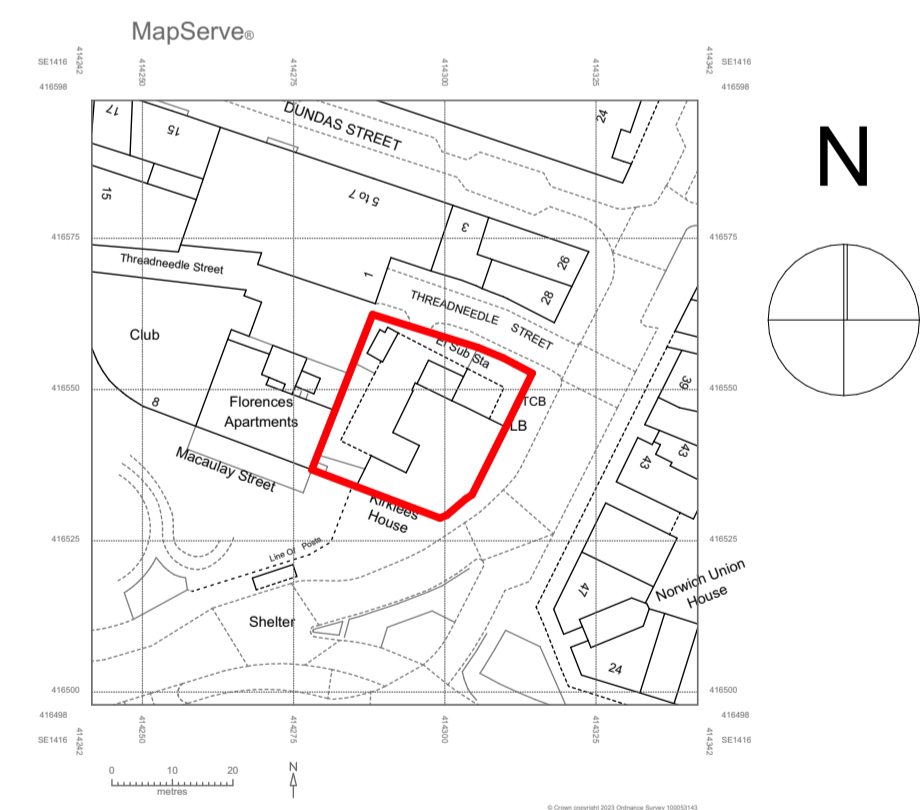 MapServe®
SE1416
414242
414250
414275
414300
414325
414342
SE1416
416598
416598
N
17
15
DUNDAS STREET
24
15
5 to 7
3
26
28
416575
416575
Threadneedle Street
1
THREADNEEDLE STREET
Club
El Sub Sta
416550
416550
8
Florences
Apartments
TCB
LB
39
43
43
Macaulay Street
Kirklees
House
416525
416525
Line Of Posts
47
Norwich Union
House
Shelter
24
416500
416500
416498
416498
SE1416
414242
414250
414275
414300
414325
414342
SE1416
0 10 20
metres
N
© Crown copyright 2023 Ordnance Survey 100053143